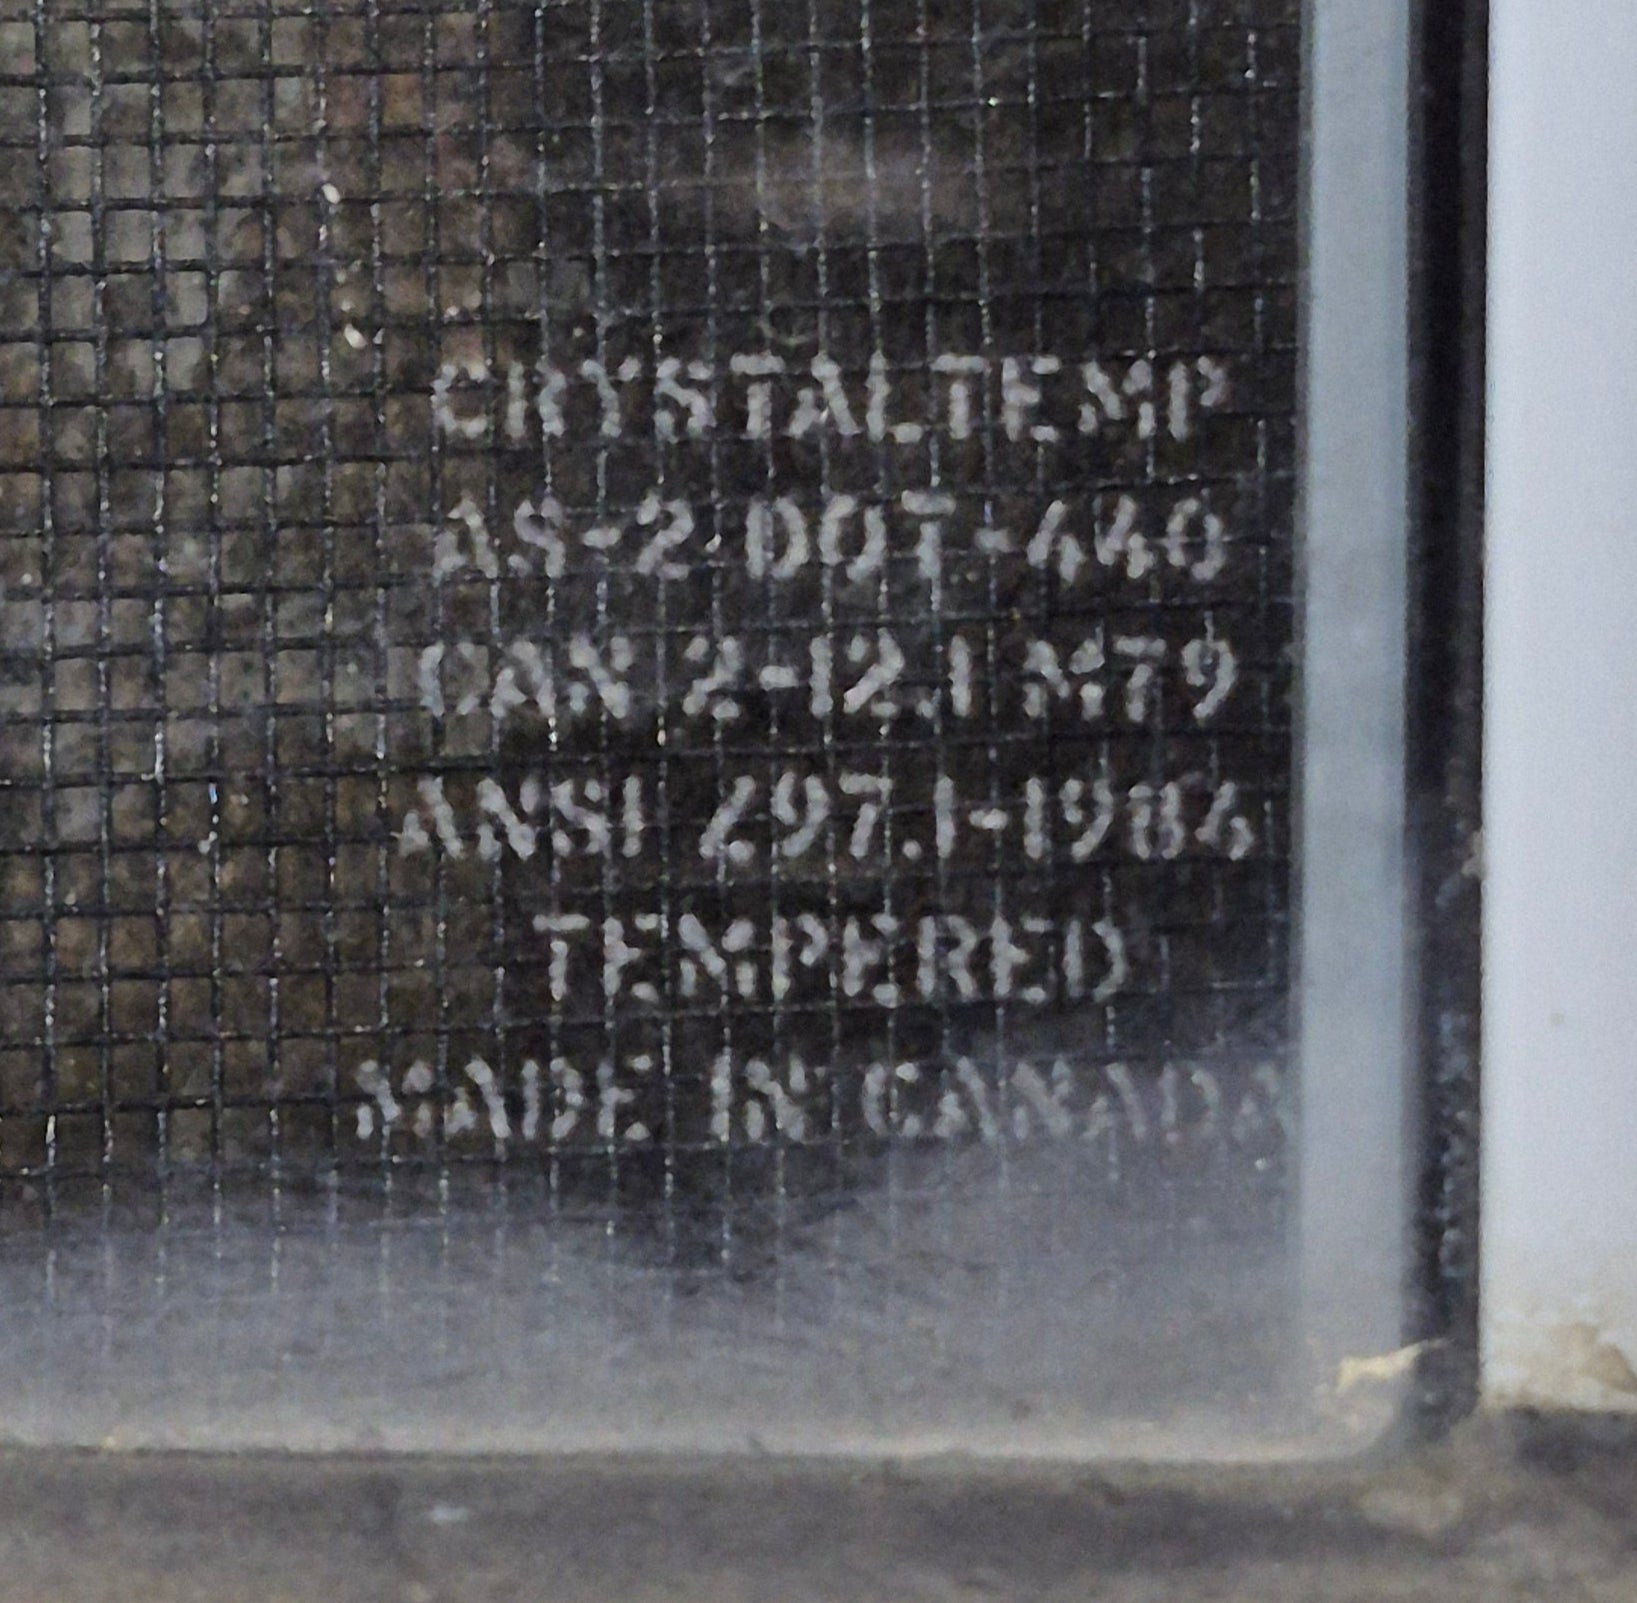 CRYSTALTEMP
AS-2 DOT-440
CAN 2-12.1 M79
ANSI Z97.1-1984
TEMPERED
MADE IN CANADA